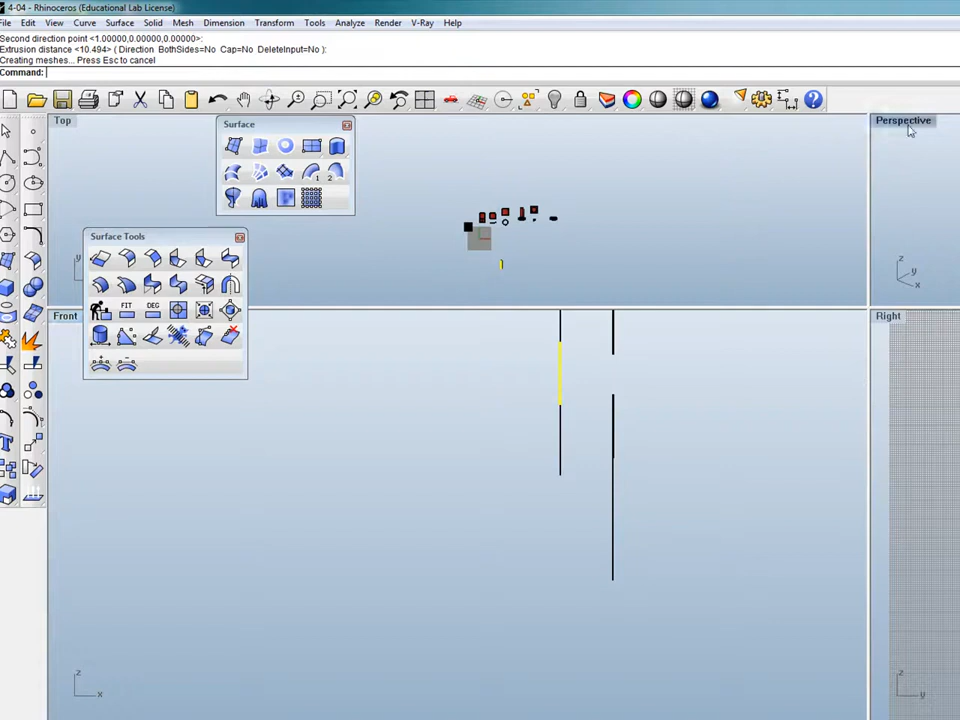 4-04 - Rhinoceros (Educational Lab License)
File Edit View Curve Surface Solid Mesh Dimension Transform Tools Analyze Render V-Ray Help
Second direction point <1.00000,0.00000,0.00000>:
Extrusion distance <10.494> ( Direction BothSides=No Cap=No DeleteInput=No ):
Creating meshes... Press Esc to cancel
Command:
Top
Surface
Perspective
1 2
Surface Tools
y
z
y
x
FIT DEG
Front
Right
z
x
z
y
T